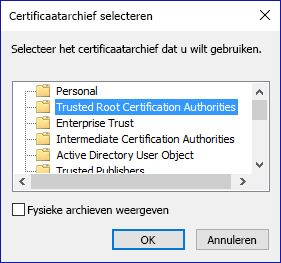 Certificaatarchief selecteren
Selecteer het certificaatarchief dat u wilt gebruiken.
Personal
Trusted Root Certification Authorities
Enterprise Trust
Intermediate Certification Authorities
Active Directory User Object
Trusted Publishers
Fysieke archieven weergeven
OK Annuleren